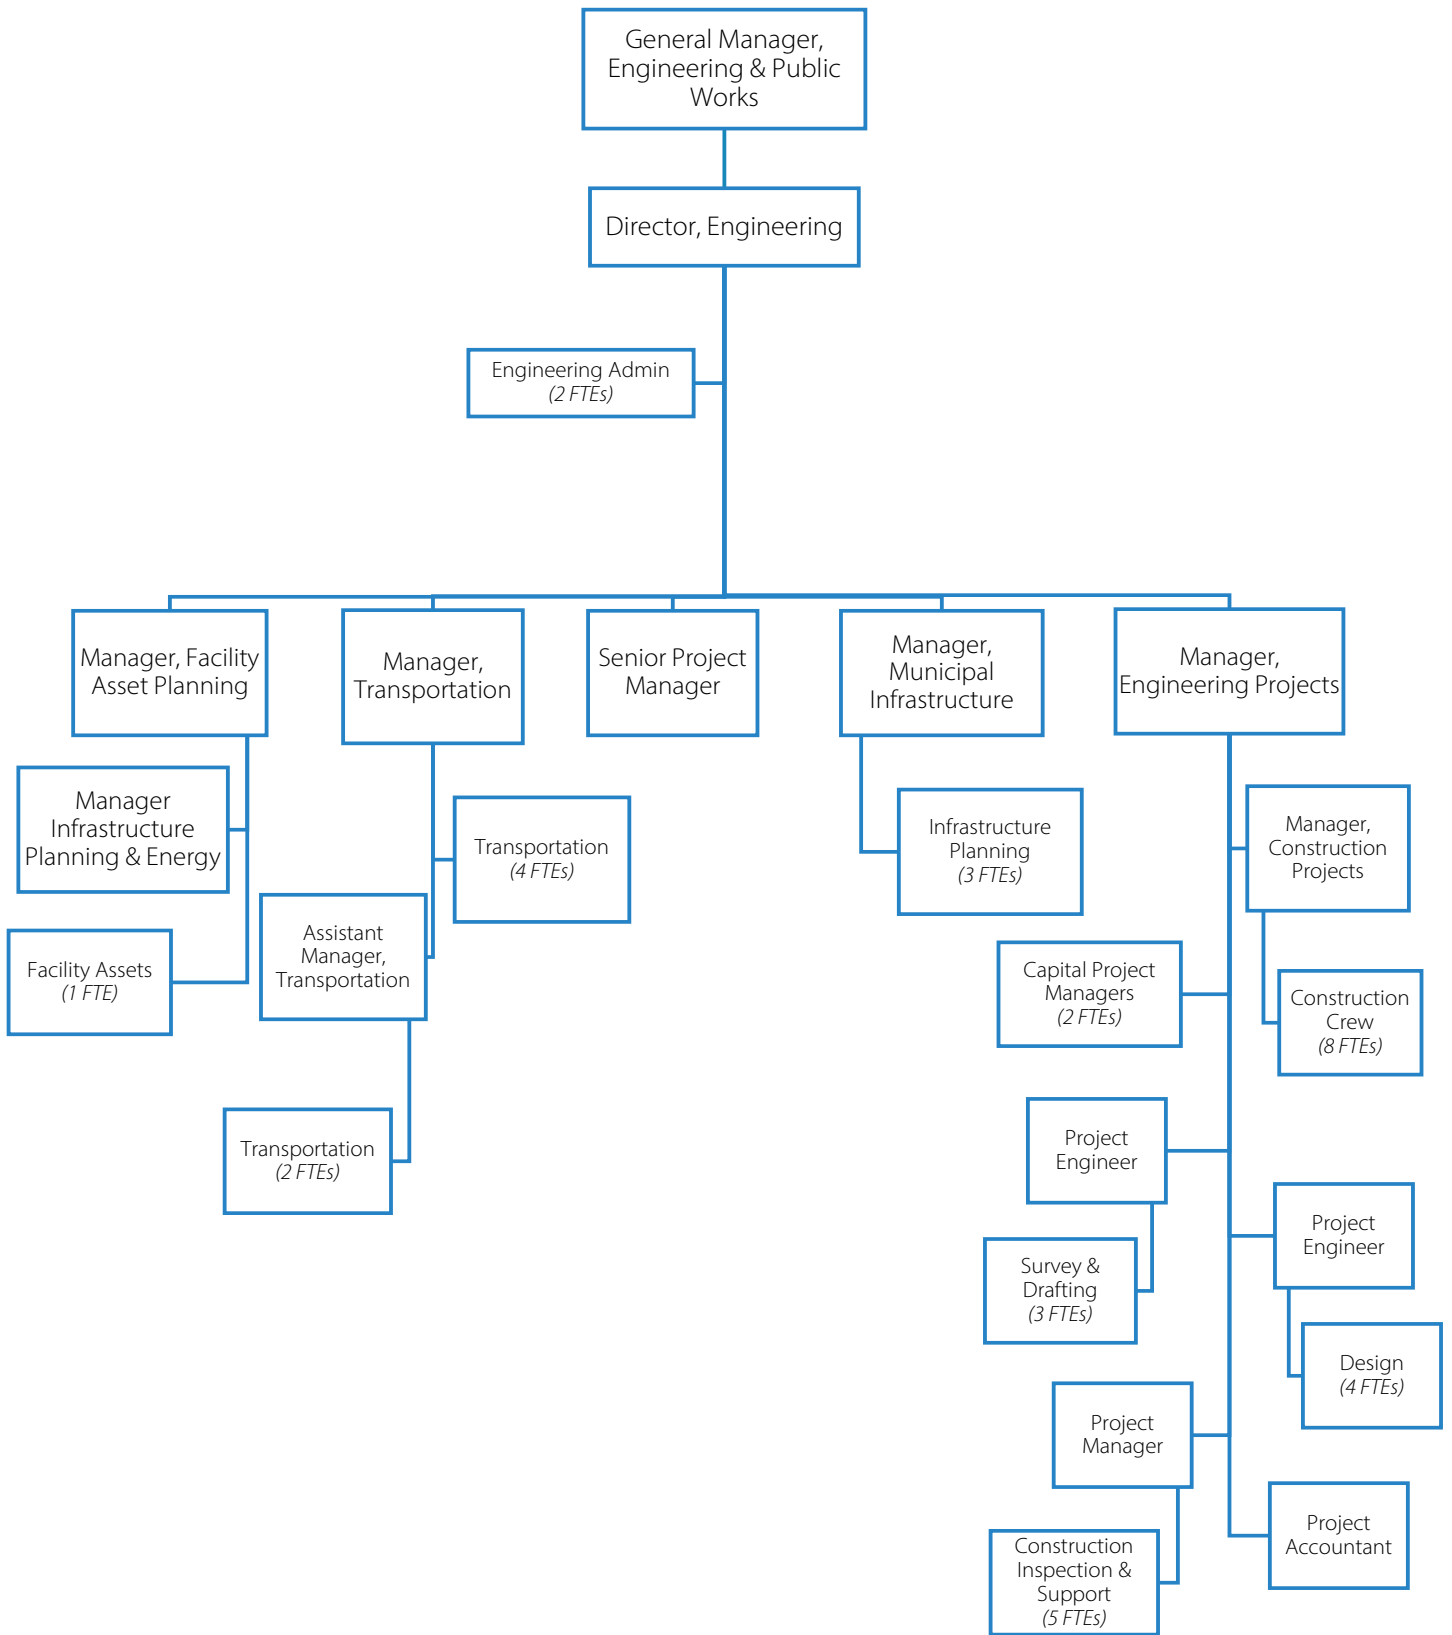 General Manager,
Engineering & Public
Works
Director, Engineering
Engineering Admin
(2 FTEs)
Manager, Facility
Asset Planning
Manager,
Transportation
Senior Project
Manager
Manager,
Municipal
Infrastructure
Manager,
Engineering Projects
Manager
Infrastructure
Planning & Energy
Facility Assets
(1 FTE)
Transportation
(4 FTEs)
Assistant
Manager,
Transportation
Transportation
(2 FTEs)
Infrastructure
Planning
(3 FTEs)
Manager,
Construction
Projects
Construction
Crew
(8 FTEs)
Capital Project
Managers
(2 FTEs)
Project
Engineer
Survey &
Drafting
(3 FTEs)
Project
Engineer
Design
(4 FTEs)
Project
Manager
Construction
Inspection &
Support
(5 FTEs)
Project
Accountant